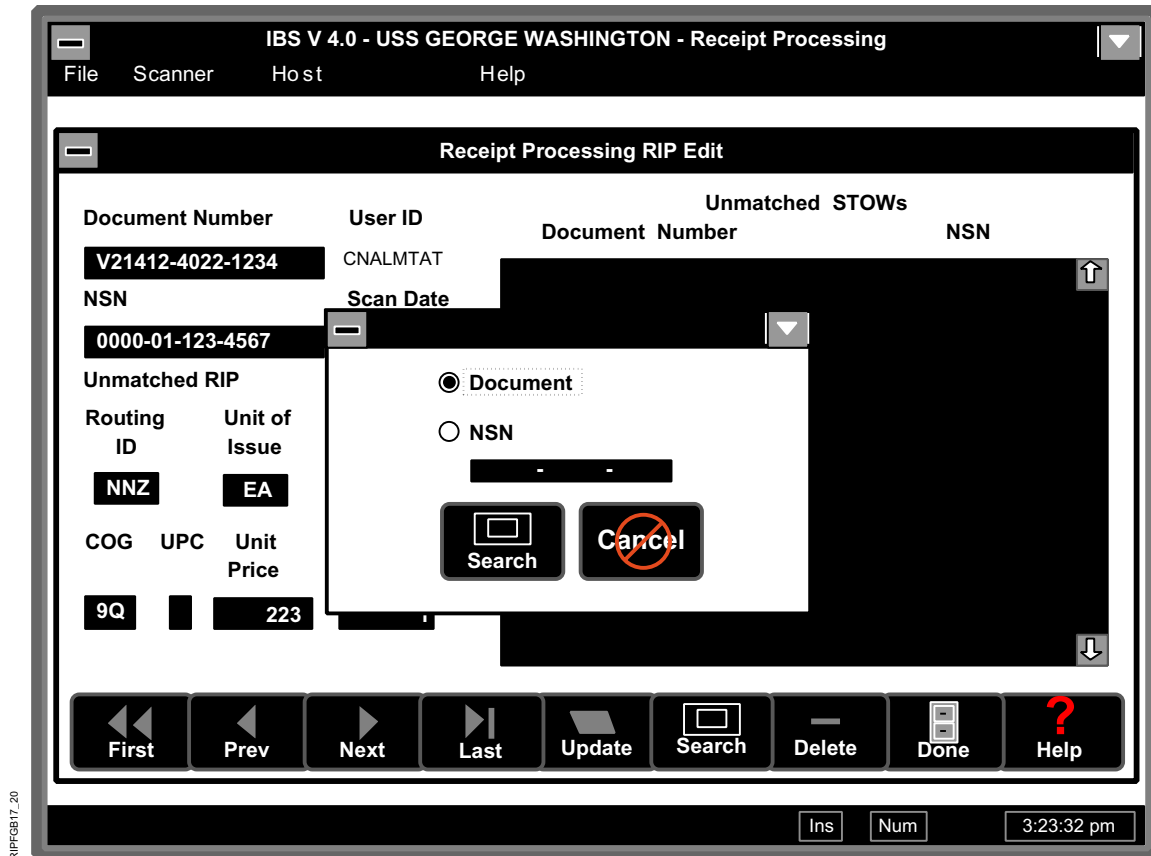 IBS V 4.0 - USS GEORGE WASHINGTON - Receipt Processing
File Scanner Host Help
Receipt Processing RIP Edit
Unmatched STOWs
Document Number User ID
Document Number NSN
V21412-4022-1234 CNALMTAT
NSN Scan Date
0000-01-123-4567
Unmatched RIP
Document
Routing ID
Unit of Issue
NSN
- -
NNZ EA
Search Cancel
COG UPC Unit Price
9Q 223
First Prev Next Last Update Search Delete Done Help
Ins Num 3:23:32 pm
RIPFGB17_20